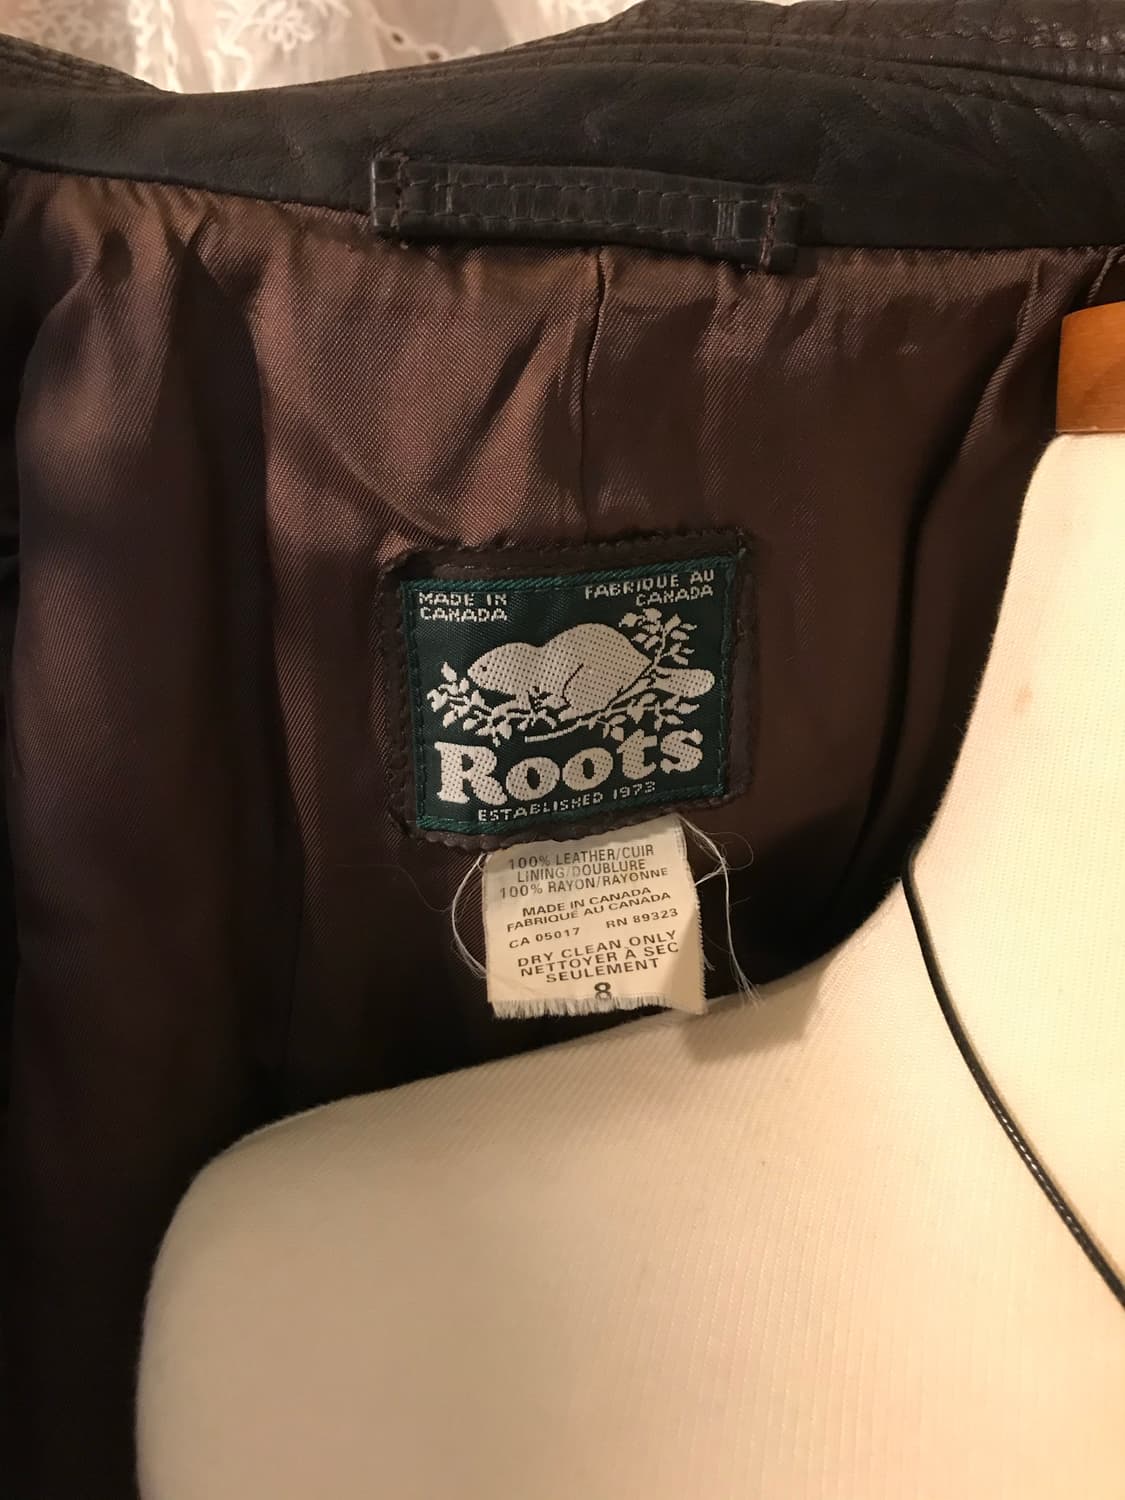 MADE IN
CANADA
FABRIQUE AU
CANADA
Roots
ESTABLISHED 1973
100% LEATHER/CUIR
LINING/DOUBLURE
100% RAYON/RAYONNE
MADE IN CANADA
FABRIQUE AU CANADA
CA 05017 RN 89323
DRY CLEAN ONLY
NETTOYER À SEC
SEULEMENT
8